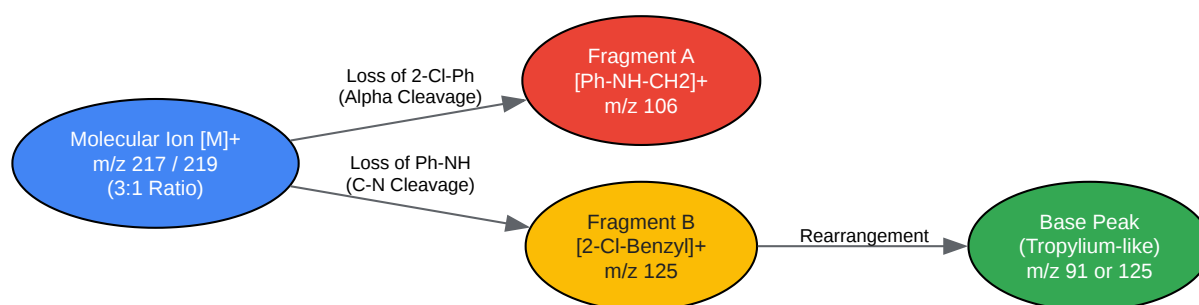 Molecular Ion [M]+
m/z 217 / 219
(3:1 Ratio)
Loss of 2-Cl-Ph
(Alpha Cleavage)
Fragment A
[Ph-NH-CH2]+
m/z 106
Loss of Ph-NH
(C-N Cleavage)
Fragment B
[2-Cl-Benzyl]+
m/z 125
Rearrangement
Base Peak
(Tropylium-like)
m/z 91 or 125